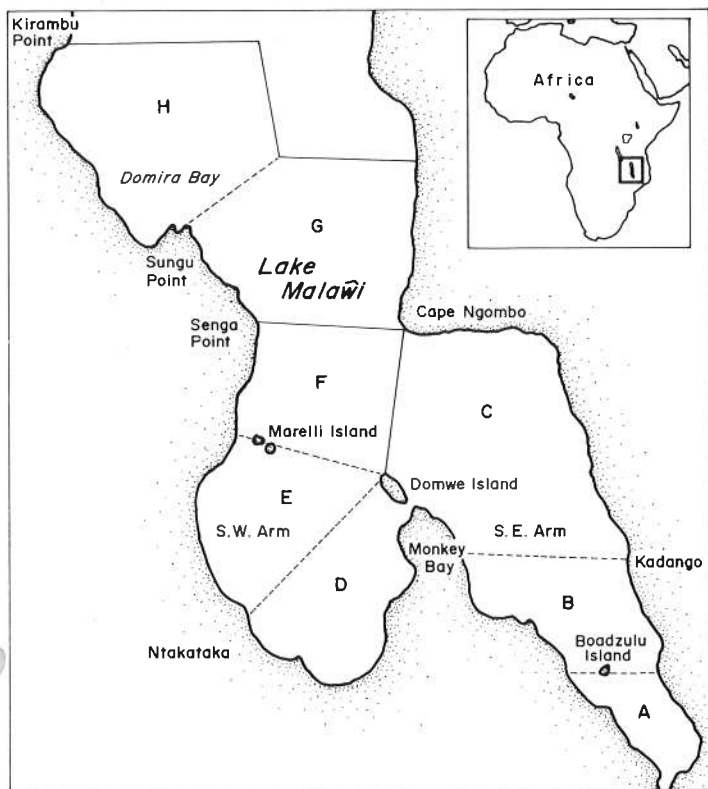 Kirambu
Point
Africa
H
Domira Bay
G
Sungu
Point
Lake
Malaŵi
Senga
Point
Cape Ngombo
F
C
Marelli Island
E
Domwe Island
S.W. Arm
S.E. Arm
Monkey
Bay
Kadango
D
B
Ntakataka
Boadzulu
Island
A